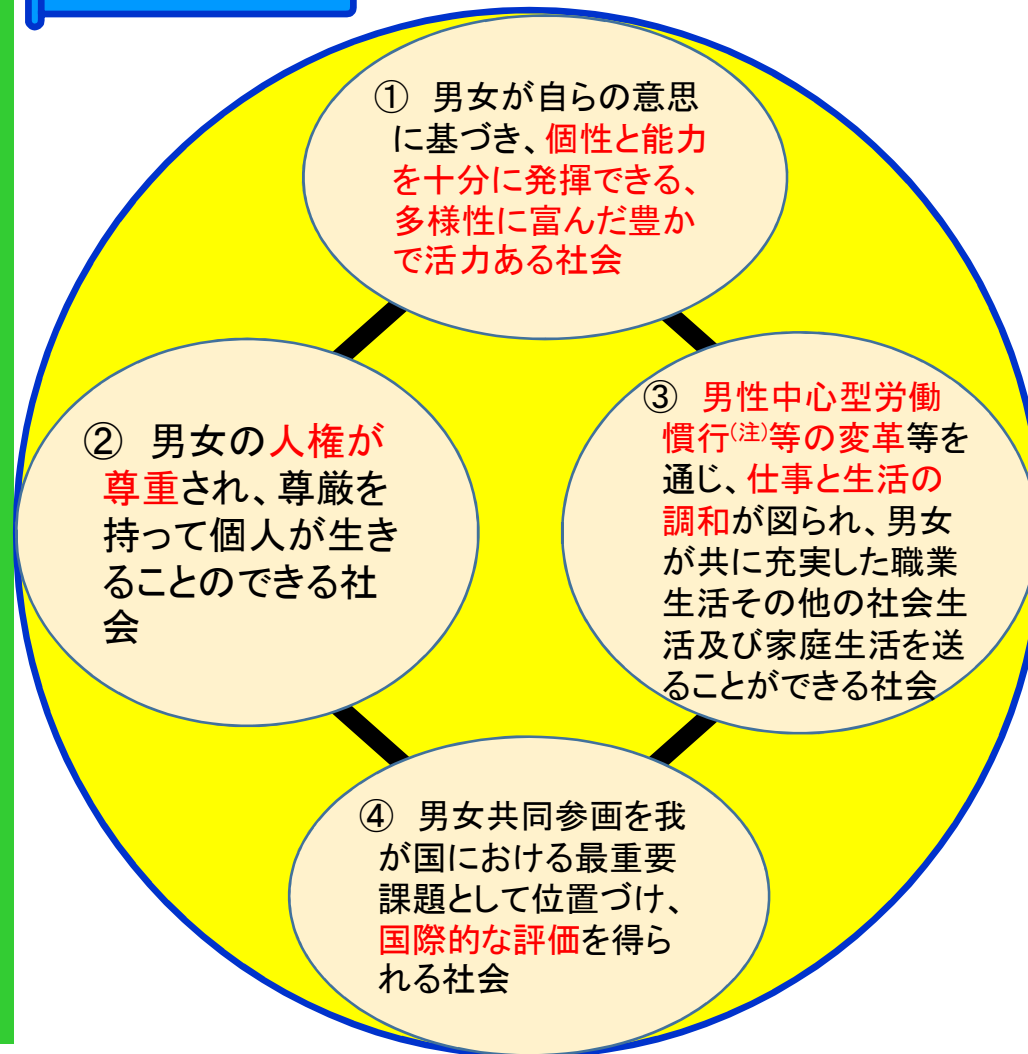 ① 男女が自らの意思
に基づき、個性と能力
を十分に発揮できる、
多様性に富んだ豊か
で活力ある社会
② 男女の人権が
尊重され、尊厳を
持って個人が生き
ることのできる社
会
③ 男性中心型労働
慣行(注)等の変革等を
通じ、仕事と生活の
調和が図られ、男女
が共に充実した職業
生活その他の社会生
活及び家庭生活を送
ることができる社会
④ 男女共同参画を我
が国における最重要
課題として位置づけ、
国際的な評価を得ら
れる社会